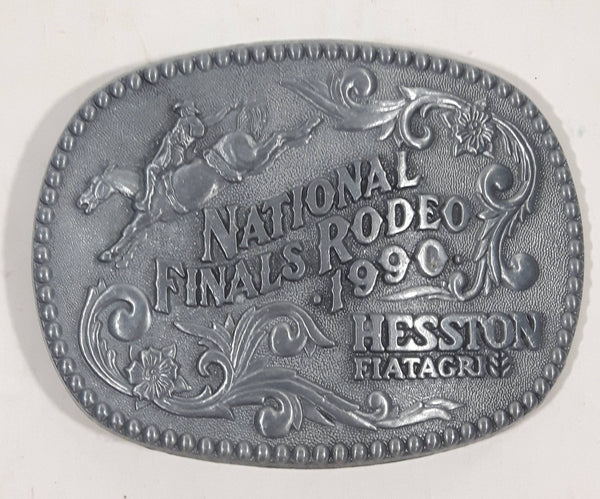 NATIONAL
FINALS RODEO
·1990·
HESSTON
FIATAGRI